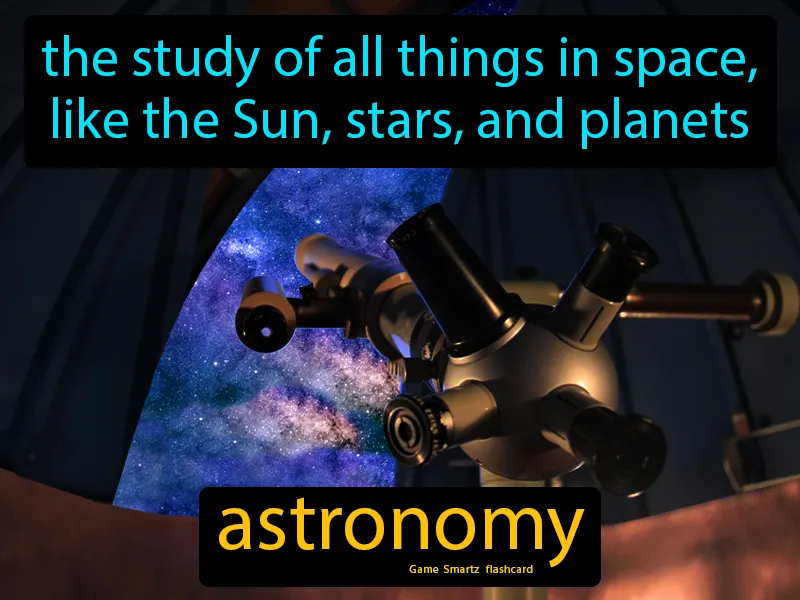 the study of all things in space,
like the Sun, stars, and planets
astronomy
Game Smartz flashcard